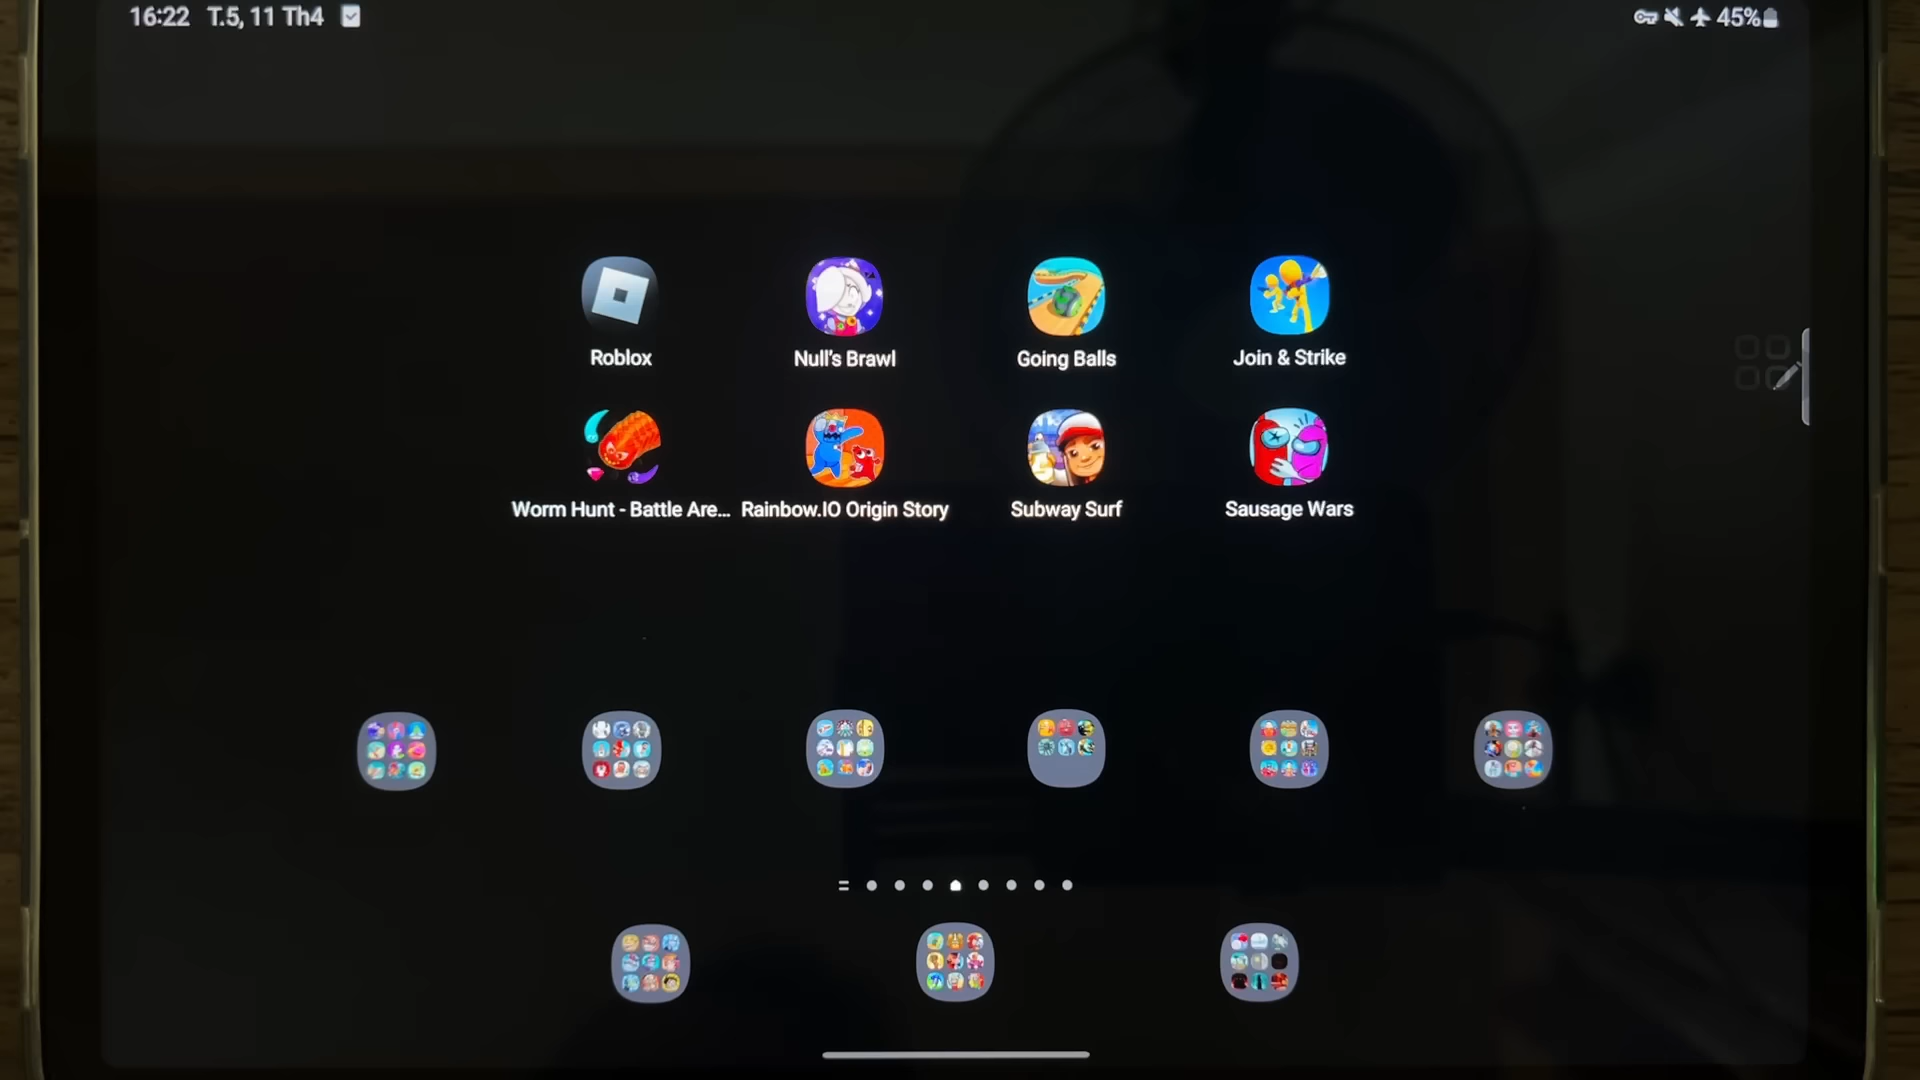 16:22 T.5, 11 Th4
45%
Roblox
Null's Brawl
Going Balls
Join & Strike
Worm Hunt - Battle Are...
Rainbow.IO Origin Story
Subway Surf
Sausage Wars